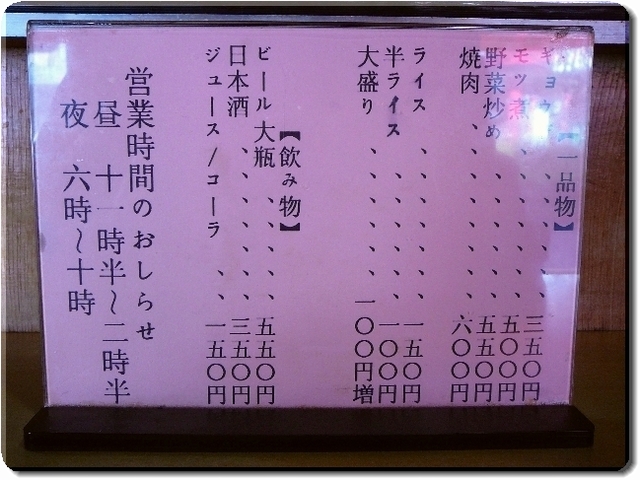 【一品物】
ギョウザ、、、、、、、三五〇円
モツ煮、、、、、、、五〇〇円
野菜炒め、、、、、、、五五〇円
焼肉、、、、、、、、六〇〇円
ライス、、、、、、、一五〇円
半ライス、、、、、、、一〇〇円
大盛り、、、、、、、一〇〇円増
【飲み物】
ビール 大瓶、、、、、、五五〇円
日本酒、、、、、、、三五〇円
ジュース/コーラ、、一五〇円
営業時間のおしらせ
昼 十一時半〜二時半
夜 六時〜十時